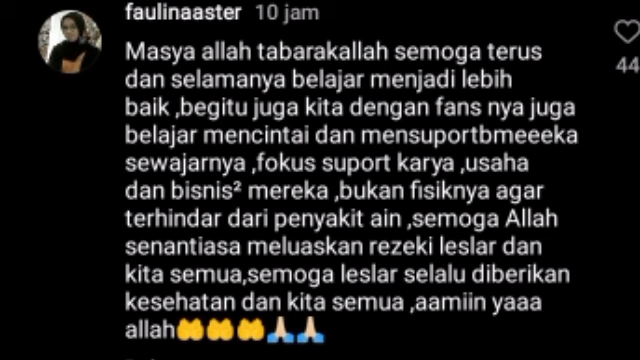 faulinaaster 10 jam
Masya allah tabarakallah semoga terus
dan selamanya belajar menjadi lebih
baik ,begitu juga kita dengan fans nya juga
belajar mencintai dan mensuportbmeeeka
sewajarnya ,fokus suport karya ,usaha
dan bisnis² mereka ,bukan fisiknya agar
terhindar dari penyakit ain ,semoga Allah
senantiasa meluaskan rezeki leslar dan
kita semua,semoga leslar selalu diberikan
kesehatan dan kita semua ,aamiin yaaa
allah🤲🤲🤲🙏🏻🙏🏻
44